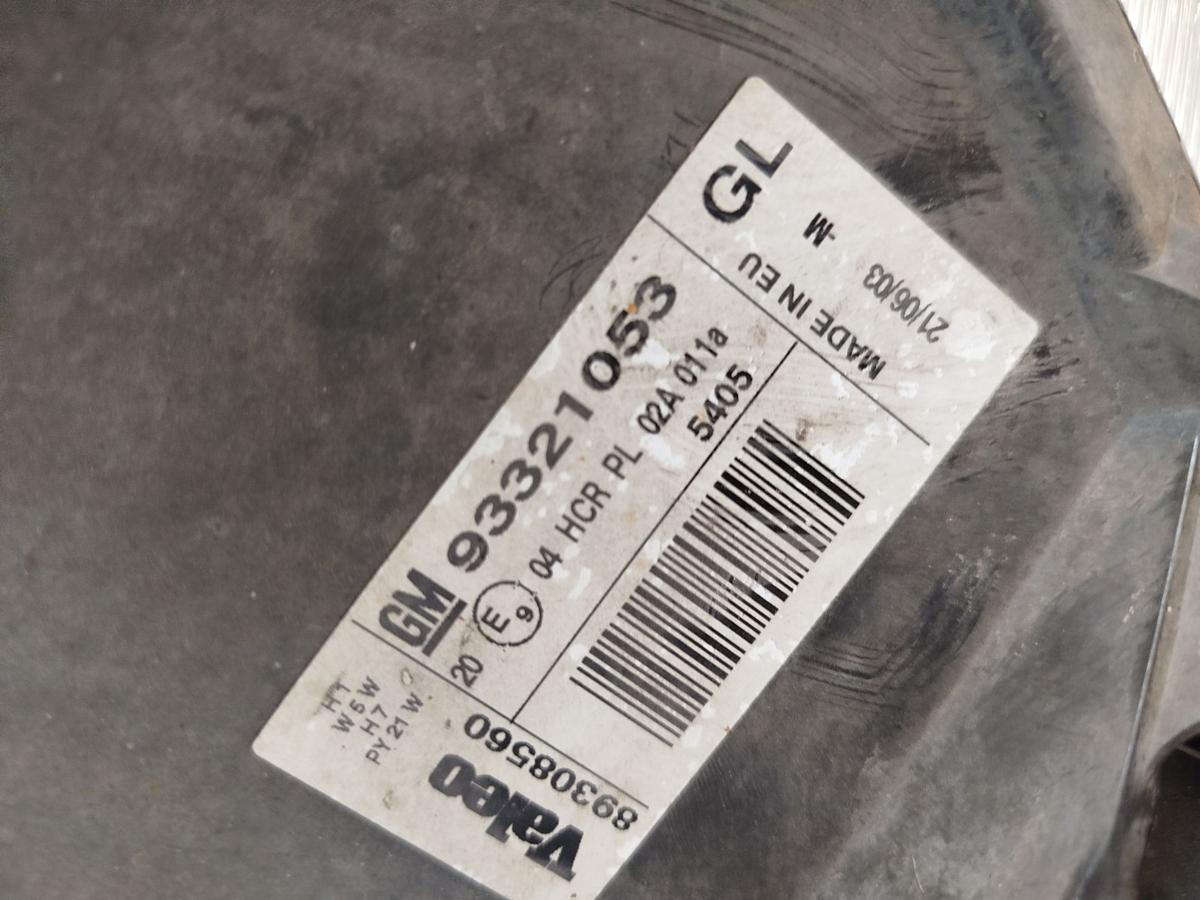 GM 93321053
20 E9 04 HCR PL 02A 011a
5405
GL
-M
MADE IN EU
21/06/03
W5W
H7
PY21W
89308560
Valeo